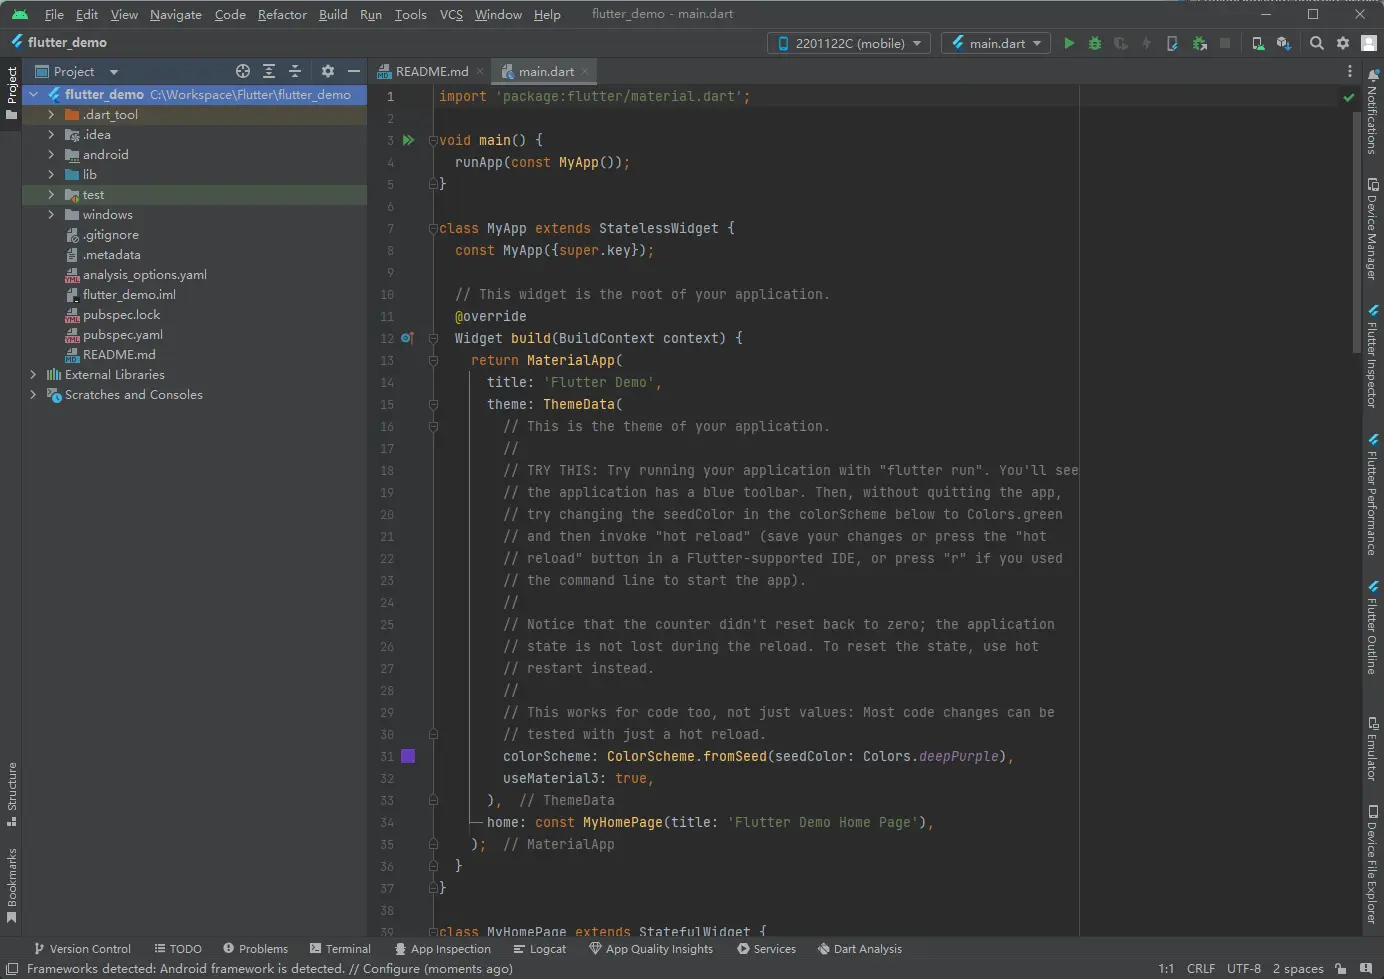 File Edit View Navigate Code Refactor Build Run Tools VCS Window Help flutter_demo - main.dart
flutter_demo
2201122C (mobile)
main.dart
Project
README.md
main.dart
Project
flutter_demo C:\Workspace\Flutter\flutter_demo
.dart_tool
.idea
android
lib
test
windows
.gitignore
.metadata
analysis_options.yaml
flutter_demo.iml
pubspec.lock
pubspec.yaml
README.md
External Libraries
Scratches and Consoles
Structure
Bookmarks
1 import 'package:flutter/material.dart';
2
3 void main() {
4 runApp(const MyApp());
5 }
6
7 class MyApp extends StatelessWidget {
8 const MyApp({super.key});
9
10 // This widget is the root of your application.
11 @override
12 Widget build(BuildContext context) {
13 return MaterialApp(
14 title: 'Flutter Demo',
15 theme: ThemeData(
16 // This is the theme of your application.
17 //
18 // TRY THIS: Try running your application with "flutter run". You'll see
19 // the application has a blue toolbar. Then, without quitting the app,
20 // try changing the seedColor in the colorScheme below to Colors.green
21 // and then invoke "hot reload" (save your changes or press the "hot
22 // reload" button in a Flutter-supported IDE, or press "r" if you used
23 // the command line to start the app).
24 //
25 // Notice that the counter didn't reset back to zero; the application
26 // state is not lost during the reload. To reset the state, use hot
27 // restart instead.
28 //
29 // This works for code too, not just values: Most code changes can be
30 // tested with just a hot reload.
31 colorScheme: ColorScheme.fromSeed(seedColor: Colors.deepPurple),
32 useMaterial3: true,
33 ), // ThemeData
34 home: const MyHomePage(title: 'Flutter Demo Home Page'),
35 ); // MaterialApp
36 }
37 }
38
39 class MyHomePage extends StatefulWidget {
Notifications
Device Manager
Flutter Inspector
Flutter Performance
Flutter Outline
Emulator
Device File Explorer
Version Control TODO Problems Terminal App Inspection Logcat App Quality Insights Services Dart Analysis
Frameworks detected: Android framework is detected. // Configure (moments ago) 1:1 CRLF UTF-8 2 spaces